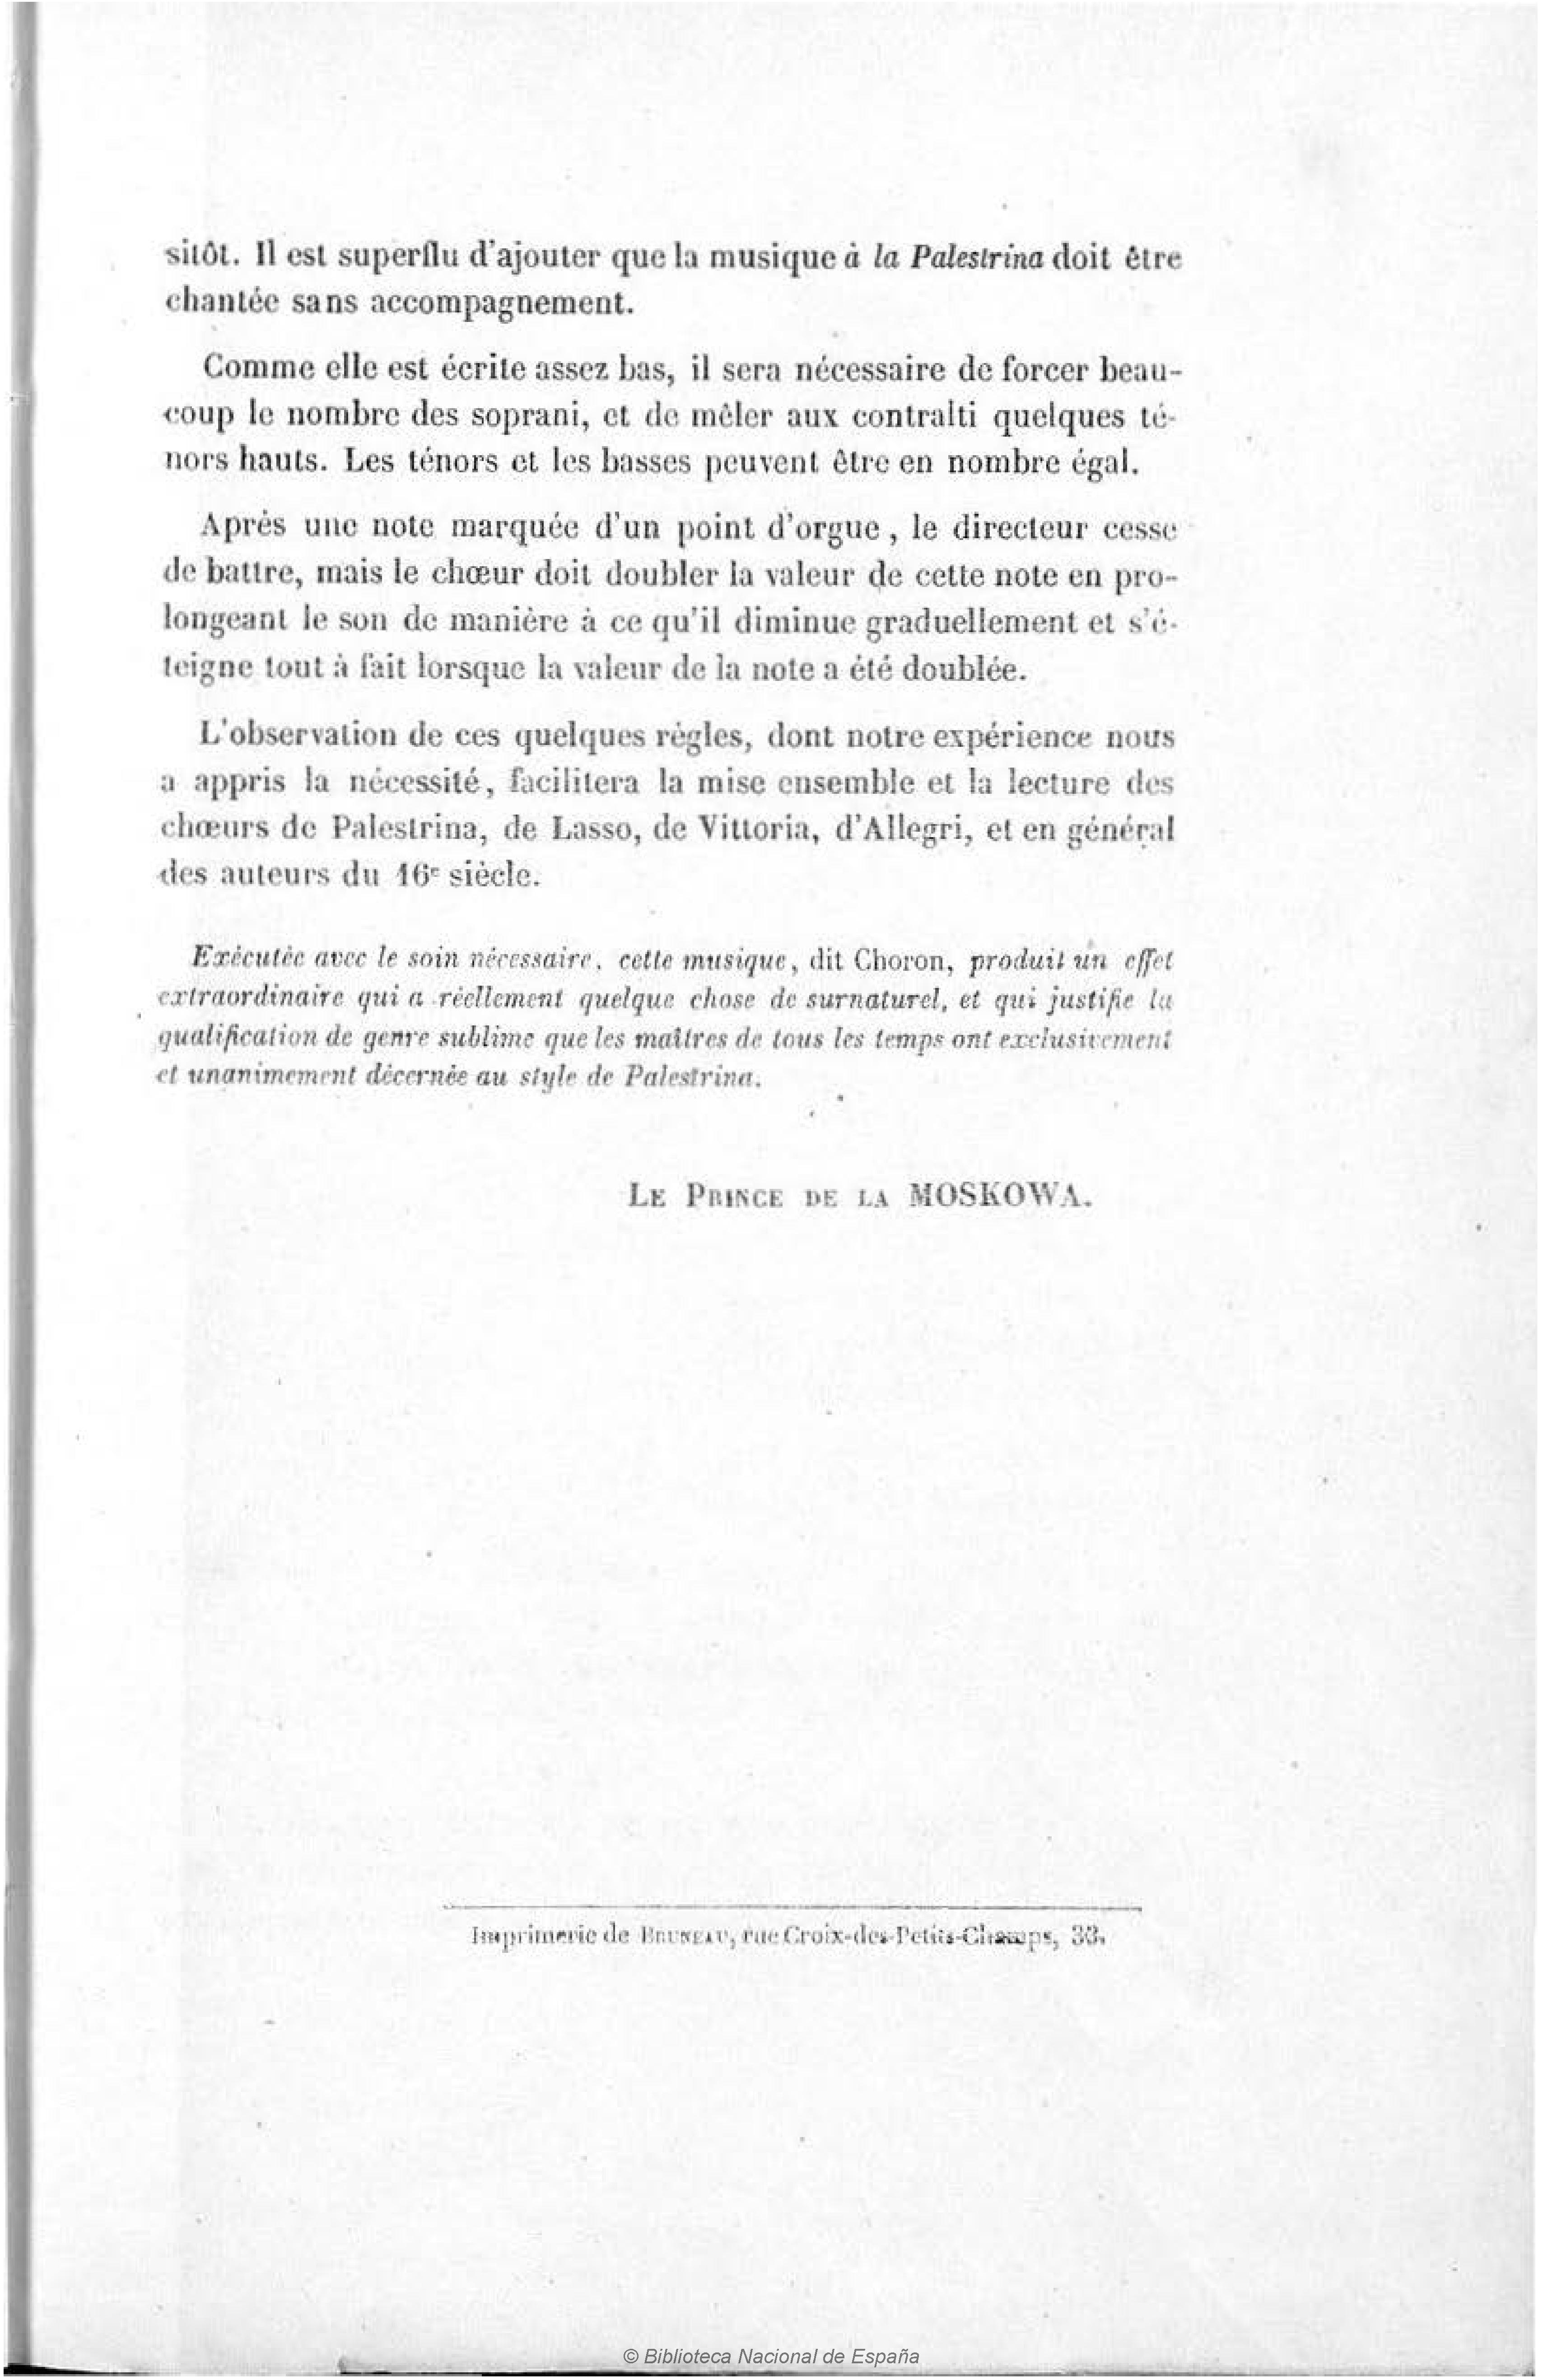 sitôt. Il est superflu d'ajouter que la musique à la Palestrina doit être
chantée sans accompagnement.
Comme elle est écrite assez bas, il sera nécessaire de forcer beau-
coup le nombre des soprani, et de mêler aux contralti quelques té-
nors hauts. Les ténors et les basses peuvent être en nombre égal.
Après une note marquée d'un point d'orgue, le directeur cesse
de battre, mais le chœur doit doubler la valeur de cette note en pro-
longeant le son de manière à ce qu'il diminue graduellement et s'é-
teigne tout à fait lorsque la valeur de la note a été doublée.
L'observation de ces quelques règles, dont notre expérience nous
a appris la nécessité, facilitera la mise ensemble et la lecture des
chœurs de Palestrina, de Lasso, de Vittoria, d'Allegri, et en général
des auteurs du 16e siècle.
Exécutée avec le soin nécessaire, cette musique, dit Choron, produit un effet
extraordinaire qui a réellement quelque chose de surnaturel, et qui justifie la
qualification de genre sublime que les maîtres de tous les temps ont exclusivement
et unanimement décernée au style de Palestrina.
LE PRINCE DE LA MOSKOWA.
Imprimerie de BRUNEAU, rue Croix-des-Petits-Champs, 33.
© Biblioteca Nacional de España